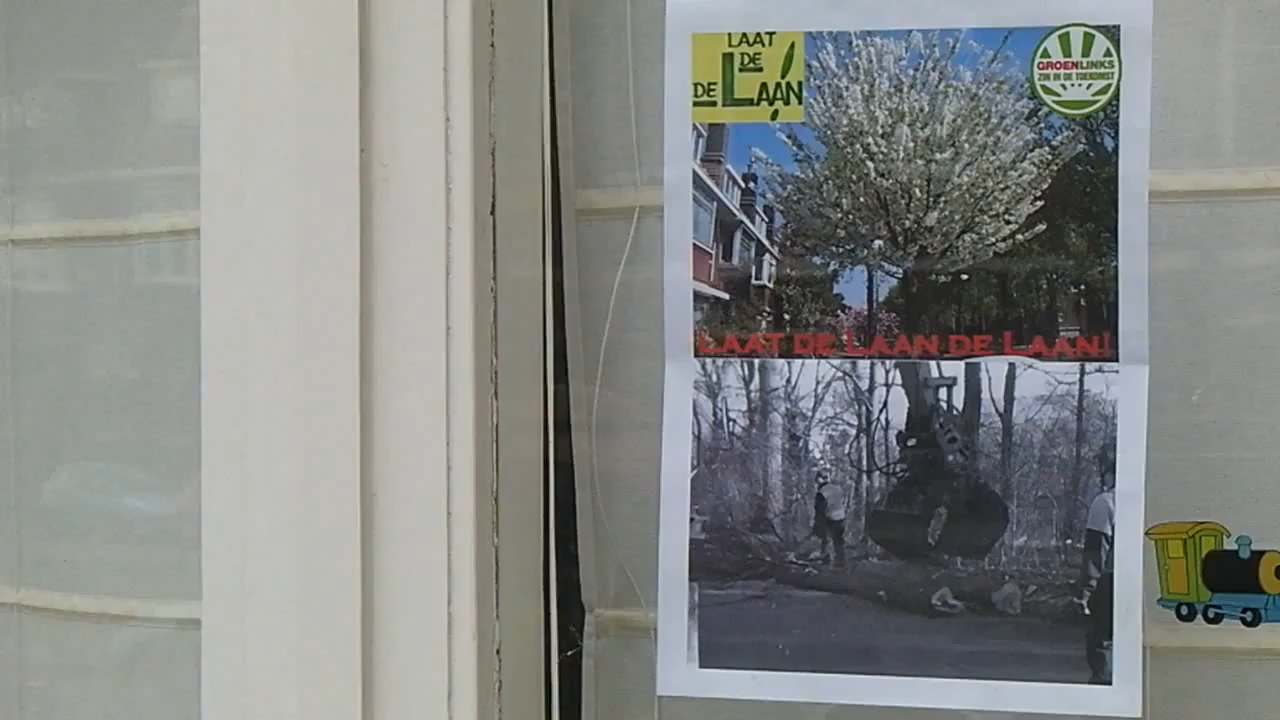 LAAT
DE
DE LAAN
GROENLINKS
ZIN IN DE TOEKOMST
LAAT DE LAAN DE LAAN!